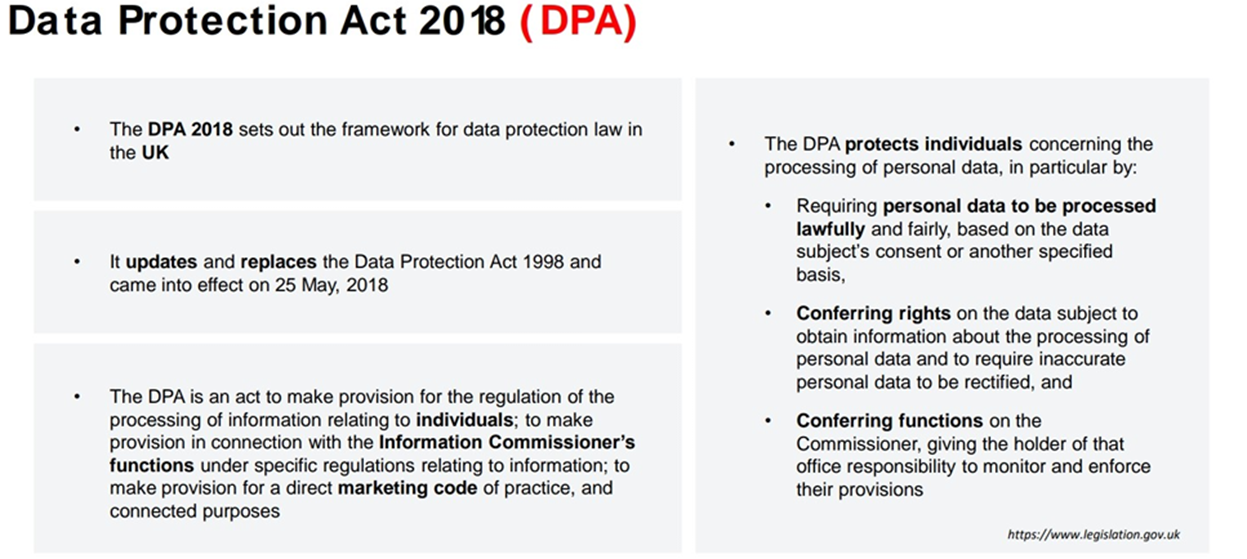 Data Protection Act 2018 (DPA)
• The DPA 2018 sets out the framework for data protection law in
the UK
• It updates and replaces the Data Protection Act 1998 and
came into effect on 25 May, 2018
• The DPA is an act to make provision for the regulation of the
processing of information relating to individuals; to make
provision in connection with the Information Commissioner's
functions under specific regulations relating to information; to
make provision for a direct marketing code of practice, and
connected purposes
• The DPA protects individuals concerning the
processing of personal data, in particular by:
• Requiring personal data to be processed
lawfully and fairly, based on the data
subject's consent or another specified
basis,
• Conferring rights on the data subject to
obtain information about the processing of
personal data and to require inaccurate
personal data to be rectified, and
• Conferring functions on the
Commissioner, giving the holder of that
office responsibility to monitor and enforce
their provisions
https://www.legislation.gov.uk